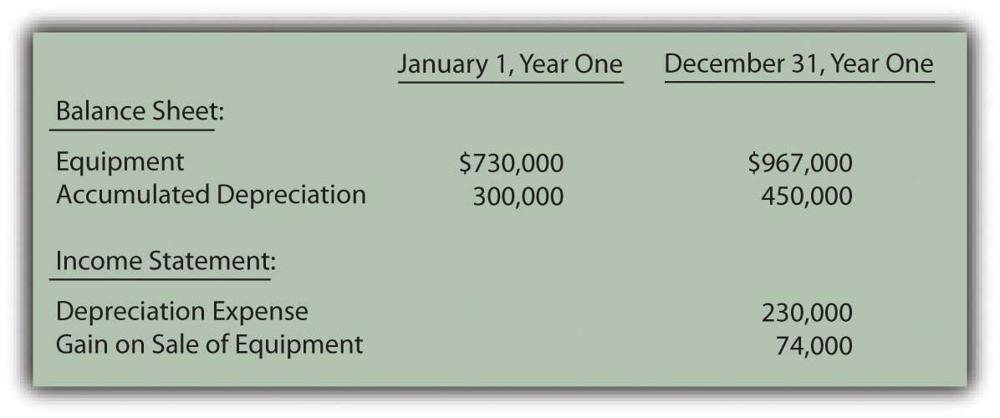 January 1, Year One December 31, Year One
Balance Sheet:
Equipment $730,000 $967,000
Accumulated Depreciation 300,000 450,000
Income Statement:
Depreciation Expense 230,000
Gain on Sale of Equipment 74,000